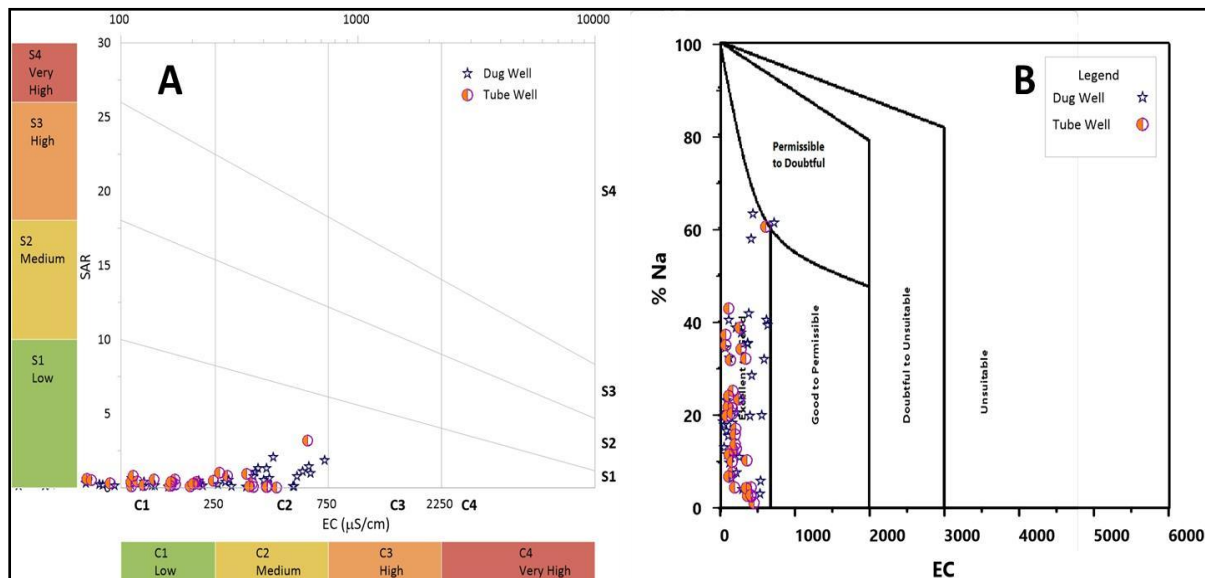 100
1000
10000
A
Dug Well
Tube Well
S4
Very
High
S3
High
S2
Medium
S1
Low
30
25
20
15
10
5
SAR
S4
S3
S2
S1
C1
250
C2
750
C3
2250
C4
EC (μS/cm)
C1
Low
C2
Medium
C3
High
C4
Very High
B
Legend
Dug Well
Tube Well
100
80
60
40
20
0
% Na
Permissible
to Doubtful
Good to Permissible
Doubtful to Unsuitable
Unsuitable
0
1000
2000
3000
4000
5000
6000
EC